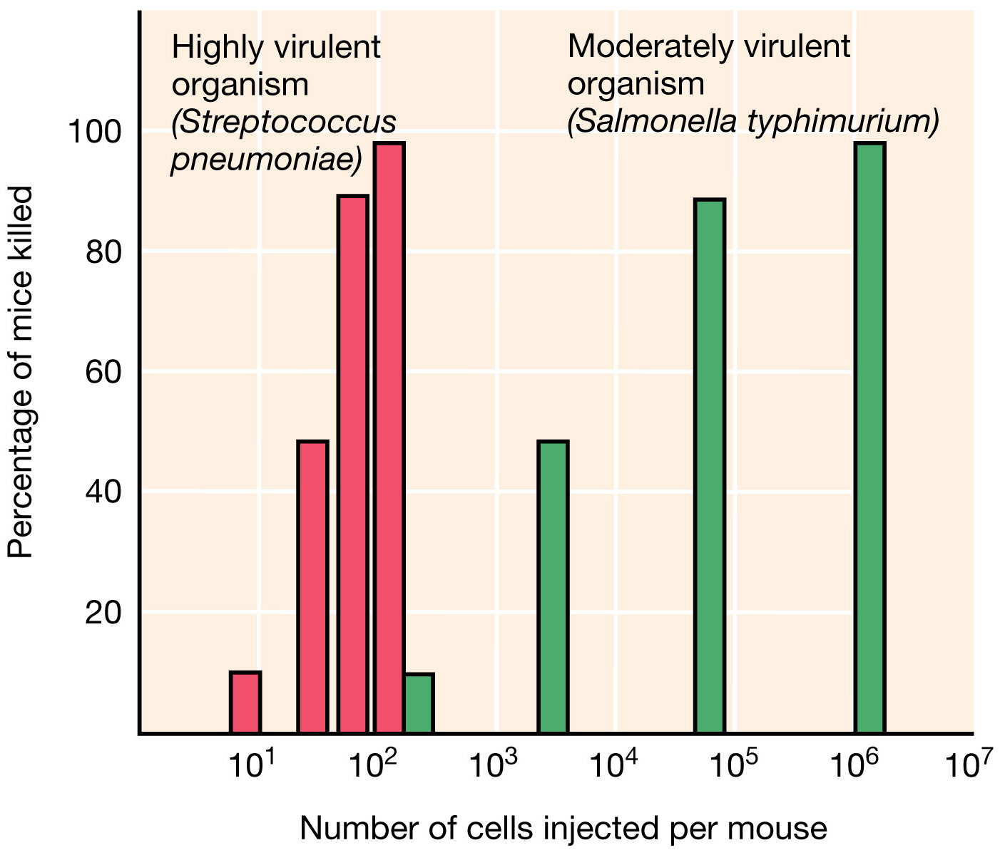 Highly virulent
organism
(Streptococcus
pneumoniae)
Moderately virulent
organism
(Salmonella typhimurium)
Percentage of mice killed
100
80
60
40
20
10¹ 10² 10³ 10⁴ 10⁵ 10⁶ 10⁷
Number of cells injected per mouse